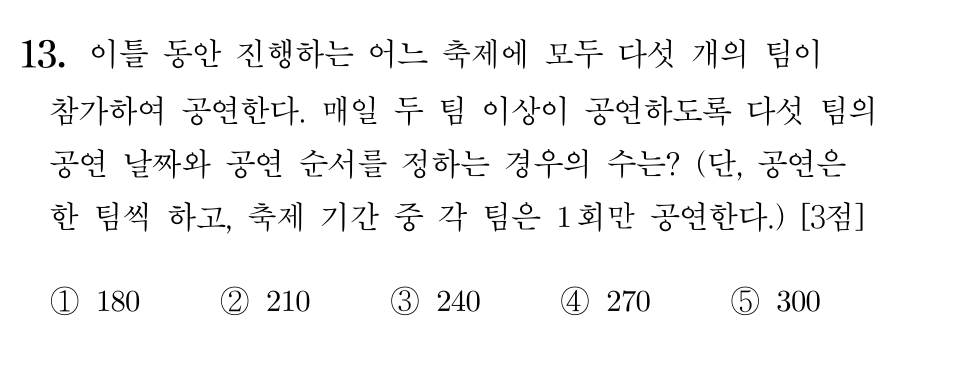 13. 이틀 동안 진행하는 어느 축제에 모두 다섯 개의 팀이
참가하여 공연한다. 매일 두 팀 이상이 공연하도록 다섯 팀의
공연 날짜와 공연 순서를 정하는 경우의 수는? (단, 공연은
한 팀씩 하고, 축제 기간 중 각 팀은 1회만 공연한다.) [3점]
① 180 ② 210 ③ 240 ④ 270 ⑤ 300